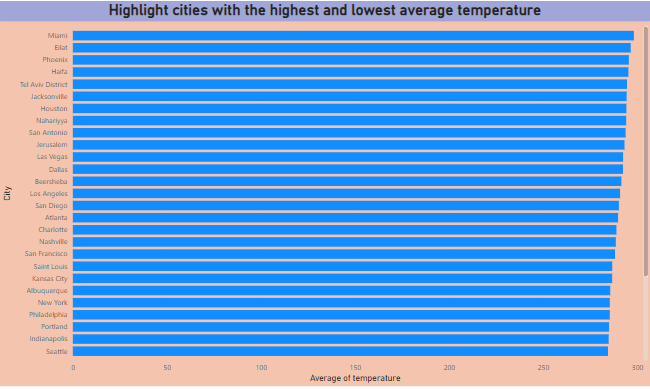 Highlight cities with the highest and lowest average temperature
Miami
Eilat
Phoenix
Haifa
Tel Aviv District
Jacksonville
Houston
Nahariyya
San Antonio
Jerusalem
Las Vegas
Dallas
Beersheba
Los Angeles
San Diego
Atlanta
Charlotte
Nashville
San Francisco
Saint Louis
Kansas City
Albuquerque
New York
Philadelphia
Portland
Indianapolis
Seattle
City
0 50 100 150 200 250 300
Average of temperature